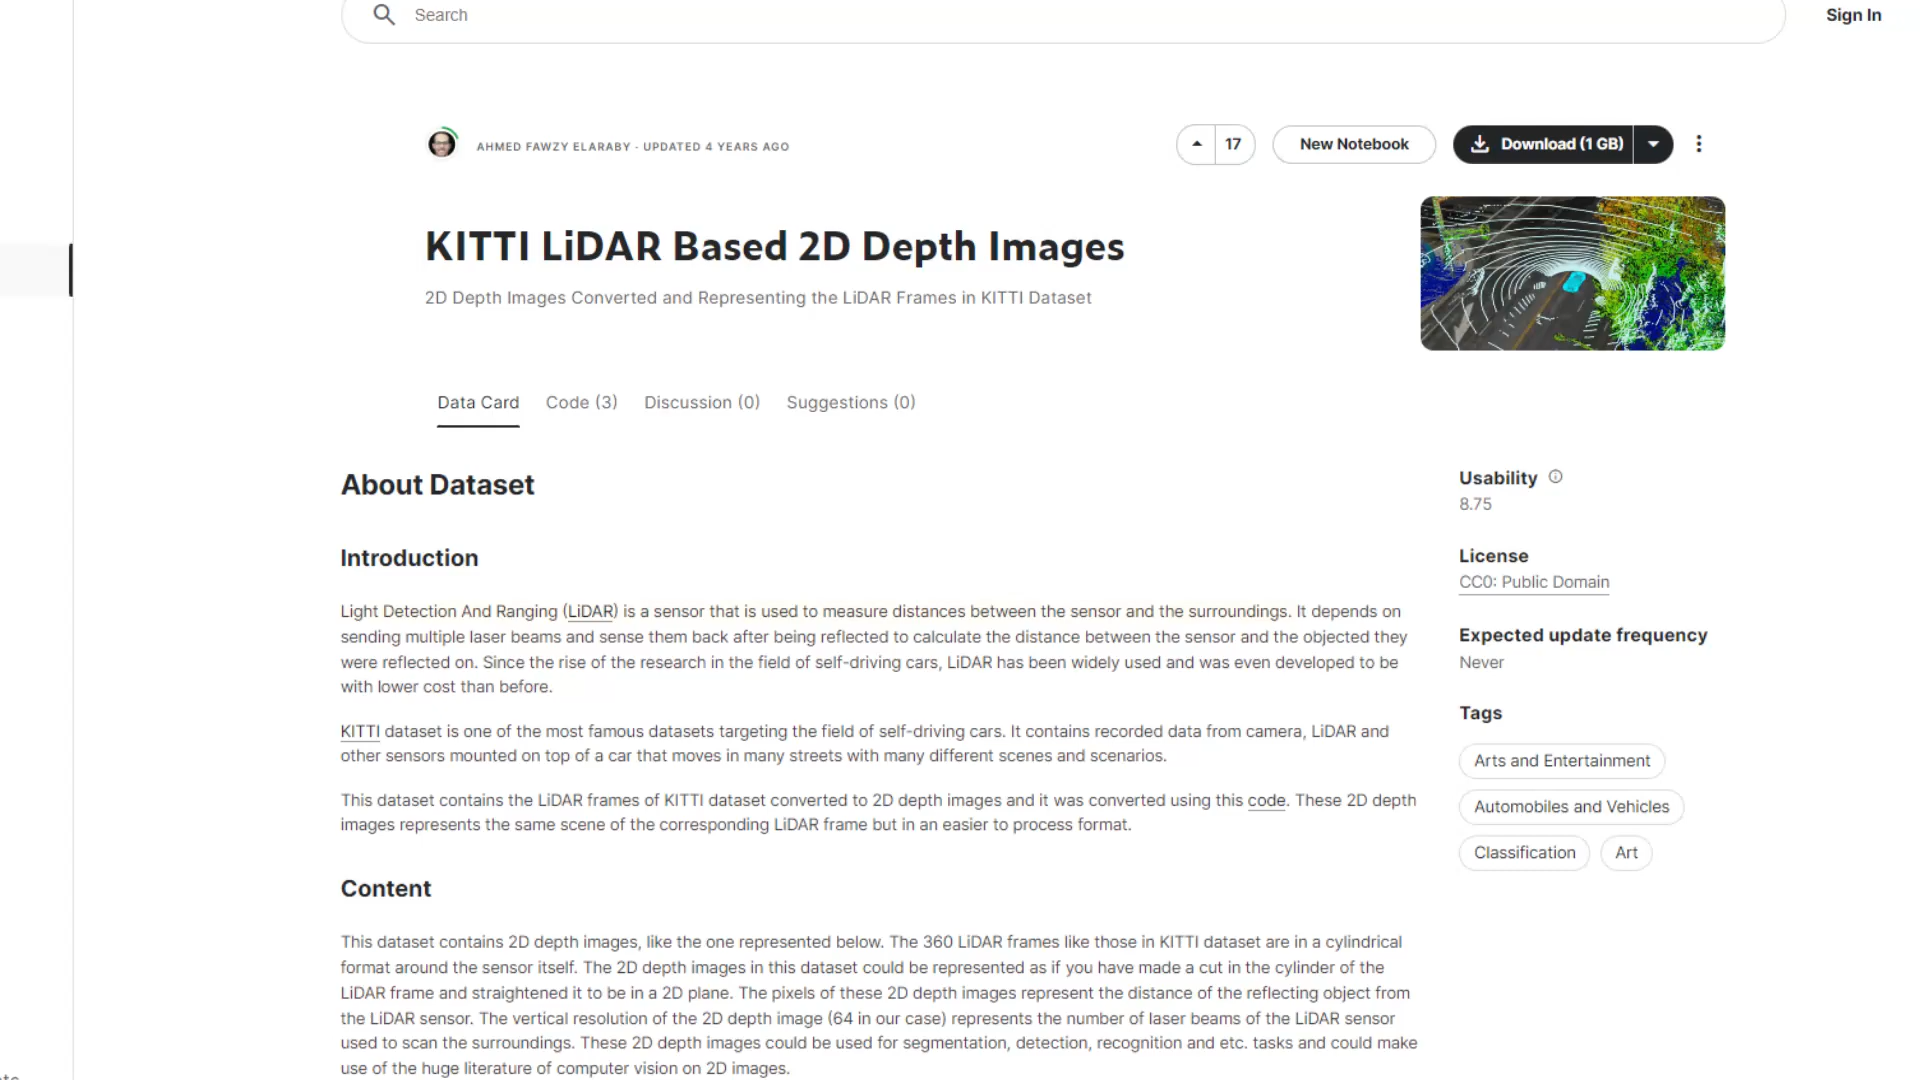 Search
Sign In
AHMED FAWZY ELARABY · UPDATED 4 YEARS AGO
17
New Notebook
Download (1 GB)
KITTI LiDAR Based 2D Depth Images
2D Depth Images Converted and Representing the LiDAR Frames in KITTI Dataset
Data Card
Code (3)
Discussion (0)
Suggestions (0)
About Dataset
Introduction
Light Detection And Ranging (LiDAR) is a sensor that is used to measure distances between the sensor and the surroundings. It depends on
sending multiple laser beams and sense them back after being reflected to calculate the distance between the sensor and the objected they
were reflected on. Since the rise of the research in the field of self-driving cars, LiDAR has been widely used and was even developed to be
with lower cost than before.
KITTI dataset is one of the most famous datasets targeting the field of self-driving cars. It contains recorded data from camera, LiDAR and
other sensors mounted on top of a car that moves in many streets with many different scenes and scenarios.
This dataset contains the LiDAR frames of KITTI dataset converted to 2D depth images and it was converted using this code. These 2D depth
images represents the same scene of the corresponding LiDAR frame but in an easier to process format.
Content
This dataset contains 2D depth images, like the one represented below. The 360 LiDAR frames like those in KITTI dataset are in a cylindrical
format around the sensor itself. The 2D depth images in this dataset could be represented as if you have made a cut in the cylinder of the
LiDAR frame and straightened it to be in a 2D plane. The pixels of these 2D depth images represent the distance of the reflecting object from
the LiDAR sensor. The vertical resolution of the 2D depth image (64 in our case) represents the number of laser beams of the LiDAR sensor
used to scan the surroundings. These 2D depth images could be used for segmentation, detection, recognition and etc. tasks and could make
use of the huge literature of computer vision on 2D images.
Usability
8.75
License
CC0: Public Domain
Expected update frequency
Never
Tags
Arts and Entertainment
Automobiles and Vehicles
Classification
Art